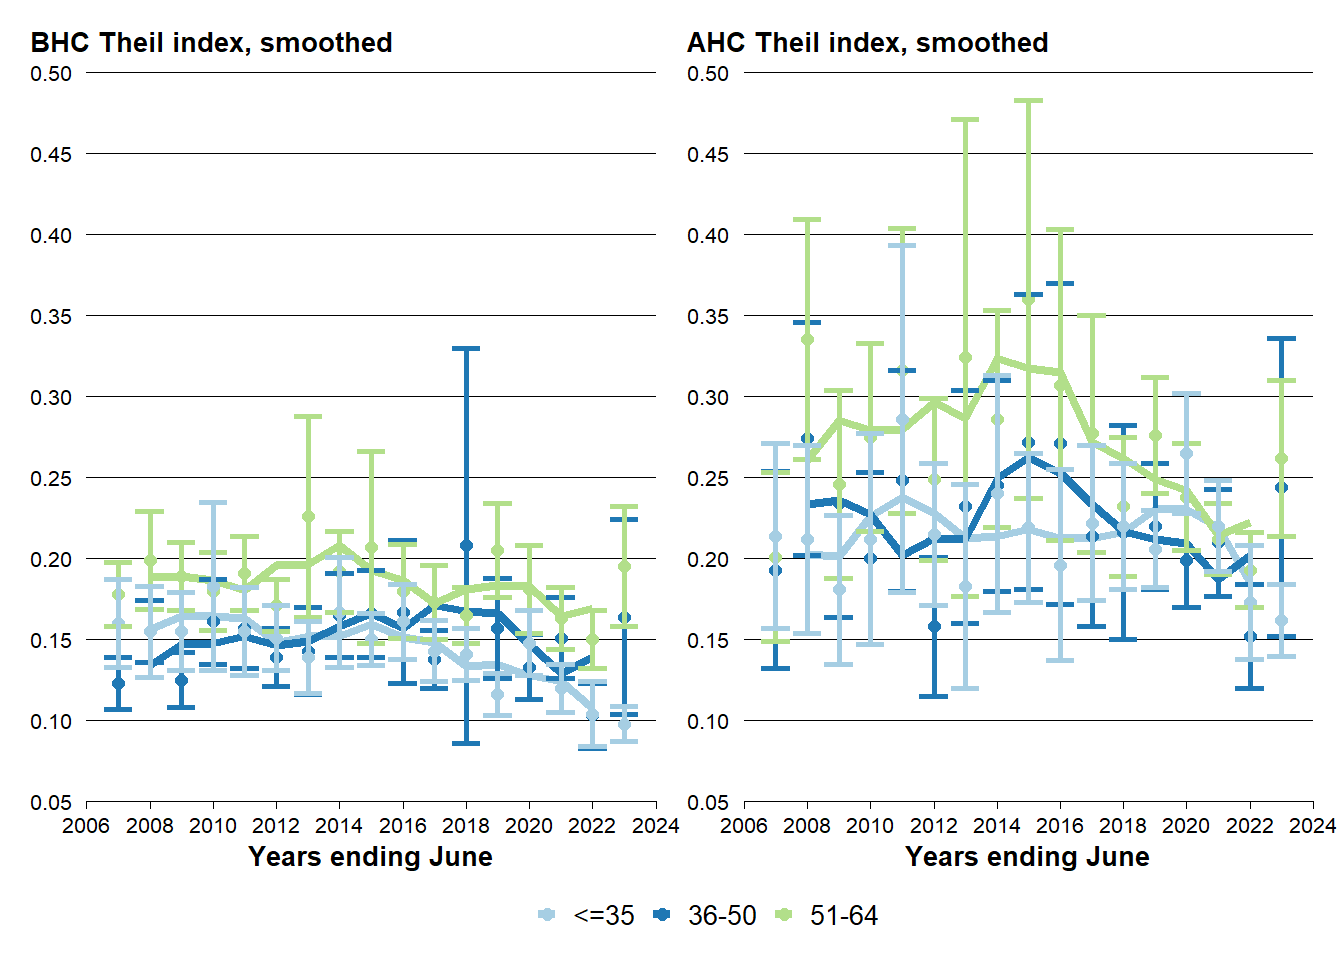 BHC Theil index, smoothed
0.50
0.45
0.40
0.35
0.30
0.25
0.20
0.15
0.10
0.05
2006 2008 2010 2012 2014 2016 2018 2020 2022 2024
Years ending June
AHC Theil index, smoothed
0.50
0.45
0.40
0.35
0.30
0.25
0.20
0.15
0.10
0.05
2006 2008 2010 2012 2014 2016 2018 2020 2022 2024
Years ending June
<=35 36-50 51-64